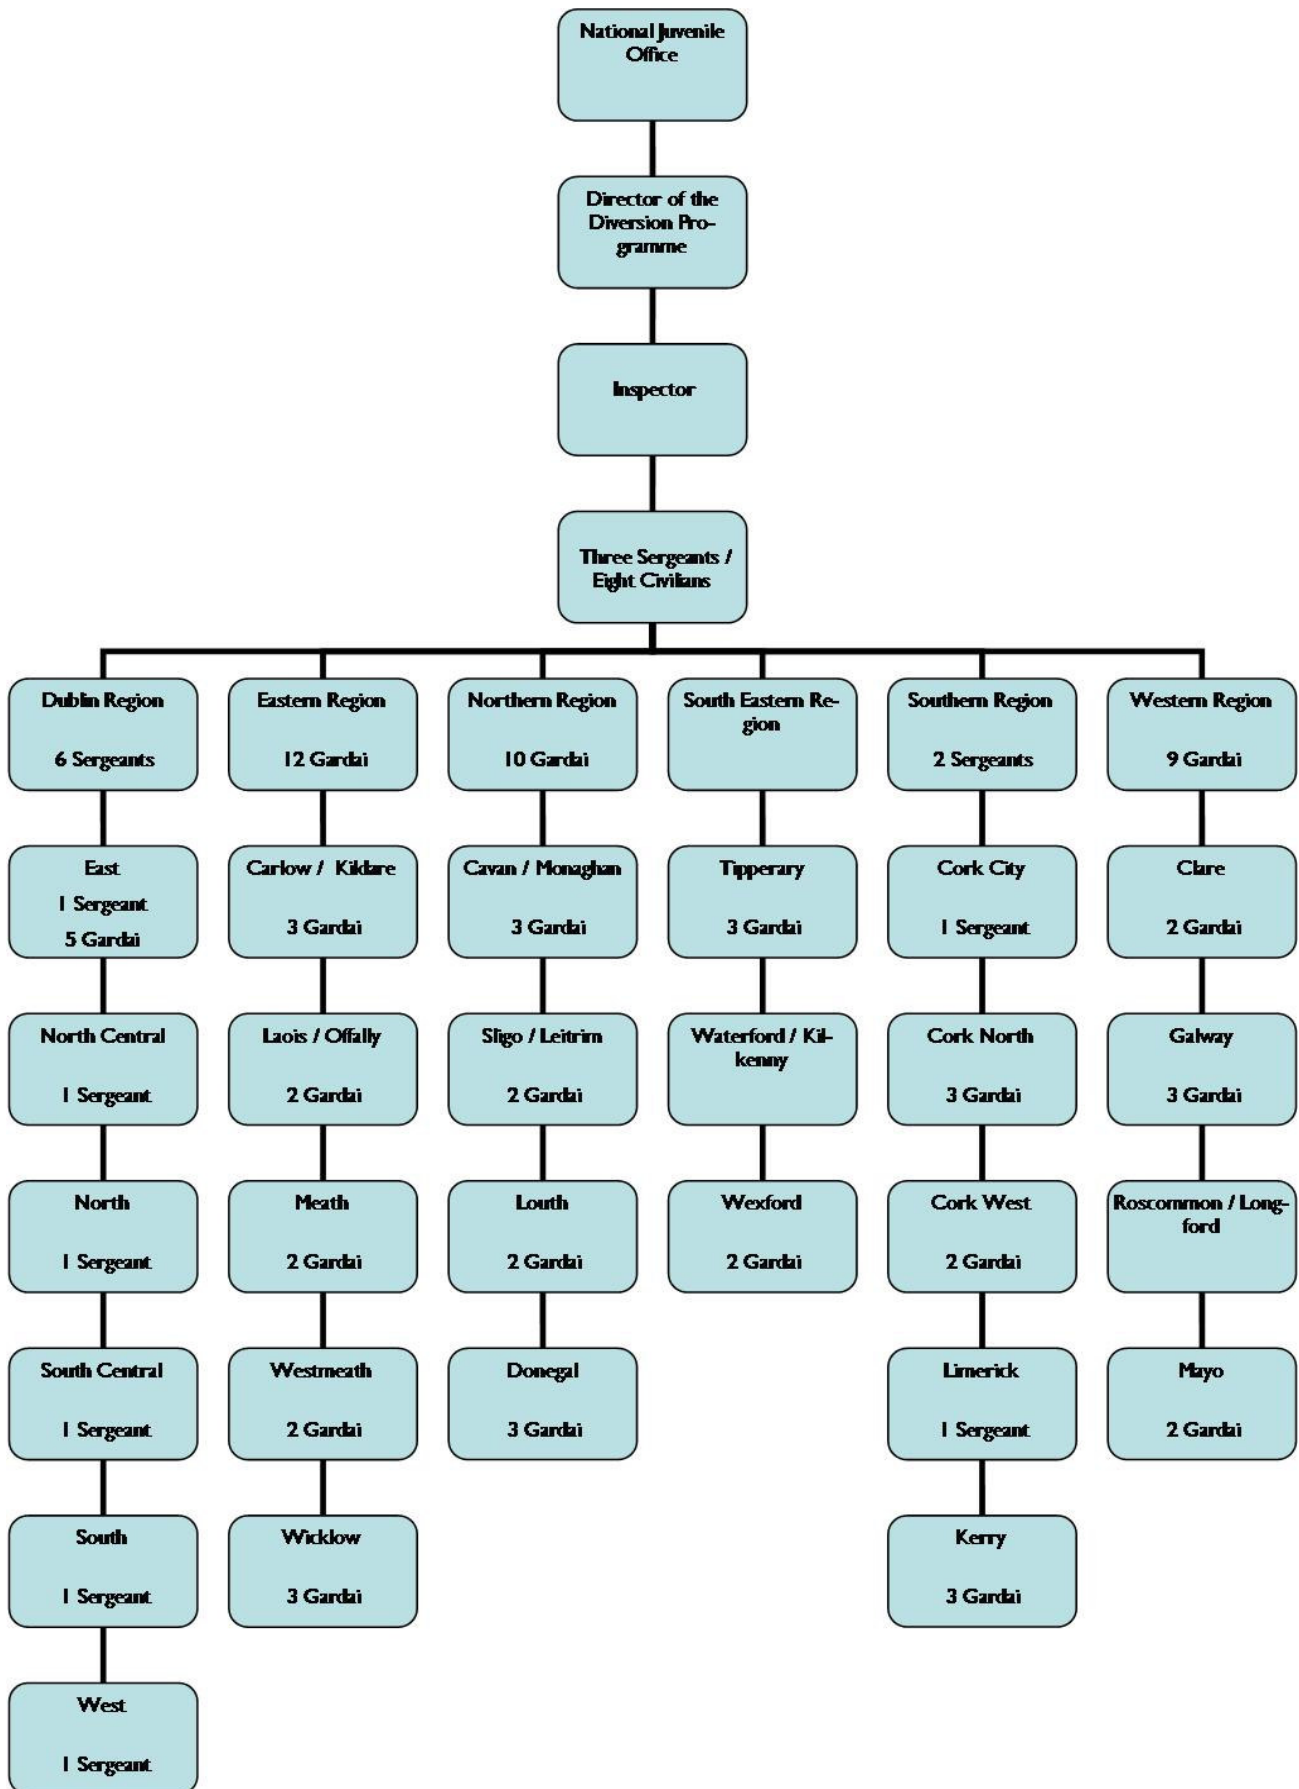 National Juvenile
Office
Director of the
Diversion Pro-
gramme
Inspector
Three Sergeants /
Eight Civilians
Dublin Region
6 Sergeants
Eastern Region
12 Gardai
Northern Region
10 Gardai
South Eastern Re-
gion
Southern Region
2 Sergeants
Western Region
9 Gardai
East
1 Sergeant
5 Gardai
Carlow / Kildare
3 Gardai
Cavan / Monaghan
3 Gardai
Tipperary
3 Gardai
Cork City
1 Sergeant
Clare
2 Gardai
North Central
1 Sergeant
Laois / Offally
2 Gardai
Sligo / Leitrim
2 Gardai
Waterford / Kil-
kenny
Cork North
3 Gardai
Galway
3 Gardai
North
1 Sergeant
Meath
2 Gardai
Louth
2 Gardai
Wexford
2 Gardai
Cork West
2 Gardai
Roscommon / Long-
ford
South Central
1 Sergeant
Westmeath
2 Gardai
Donegal
3 Gardai
Limerick
1 Sergeant
Mayo
2 Gardai
South
1 Sergeant
Wicklow
3 Gardai
Kerry
3 Gardai
West
1 Sergeant